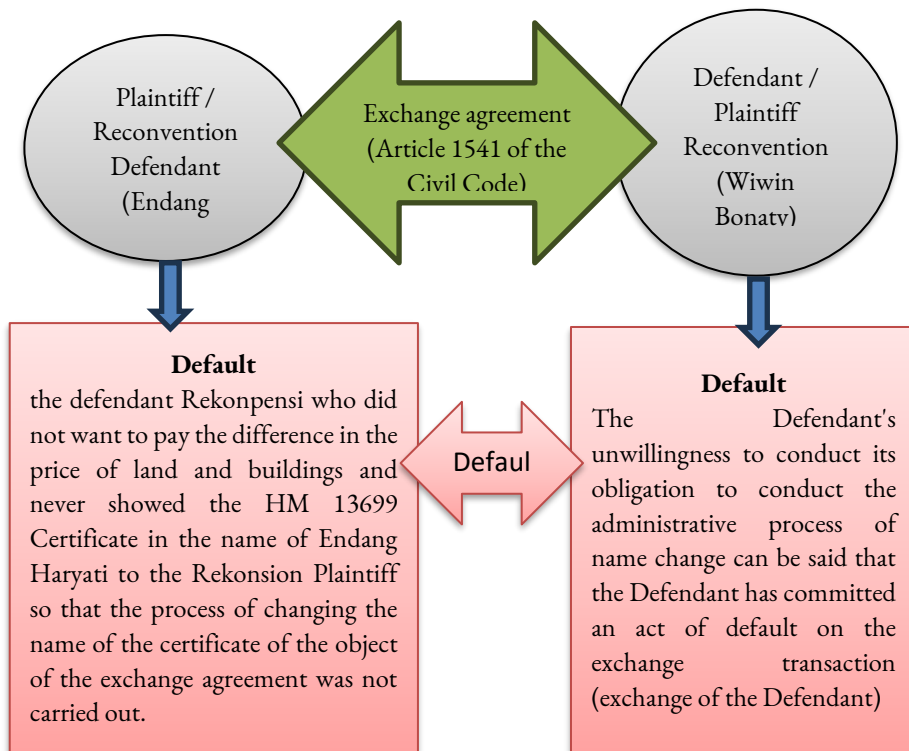 Plaintiff /
Reconvention
Defendant
(Endang
Exchange agreement
(Article 1541 of the
Civil Code)
Defendant /
Plaintiff
Reconvention
(Wiwin
Bonaty)
Default
the defendant Rekonpensi who did
not want to pay the difference in the
price of land and buildings and
never showed the HM 13699
Certificate in the name of Endang
Haryati to the Rekonsion Plaintiff
so that the process of changing the
name of the certificate of the object
of the exchange agreement was not
carried out.
Defaul
Default
The Defendant's
unwillingness to conduct its
obligation to conduct the
administrative process of
name change can be said that
the Defendant has committed
an act of default on the
exchange transaction
(exchange of the Defendant)